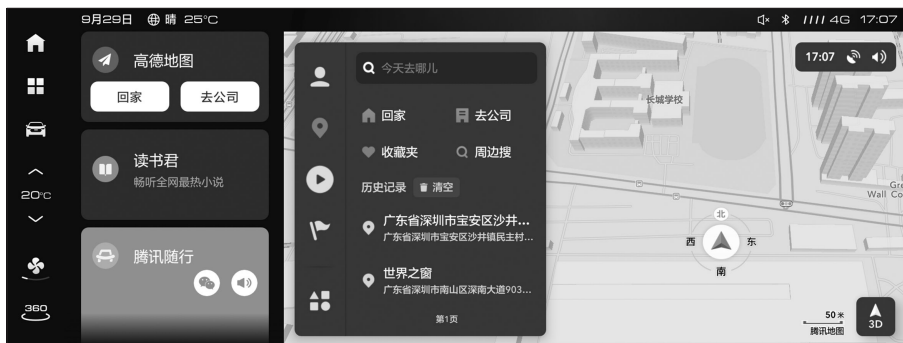 9月29日 晴 25°C
4G 17:07
20°C
360
高德地图
回家 去公司
读书君
畅听全网最热小说
腾讯随行
今天去哪儿
回家 去公司
收藏夹 周边搜
历史记录 清空
广东省深圳市宝安区沙井...
广东省深圳市宝安区沙井镇民主村...
世界之窗
广东省深圳市南山区深南大道903...
第1页
长城学校
17:07
Gre
Wall Co
北
西 东
南
50米
腾讯地图
3D